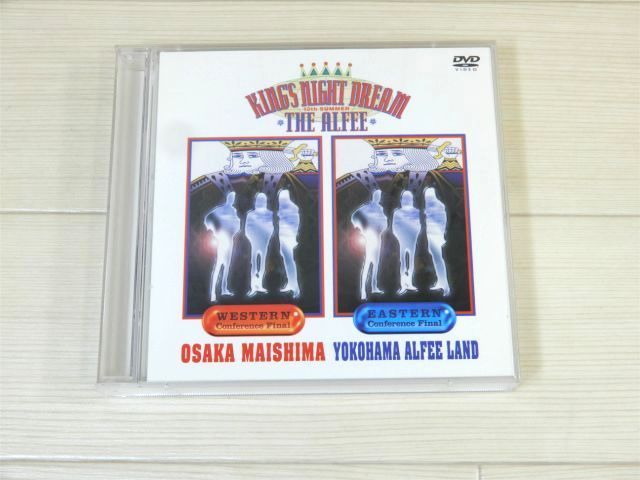 DVD
VIDEO
KING'S NIGHT DREAM
10th SUMMER
THE ALFEE
WESTERN
Conference Final
EASTERN
Conference Final
OSAKA MAISHIMA
YOKOHAMA ALFEE LAND